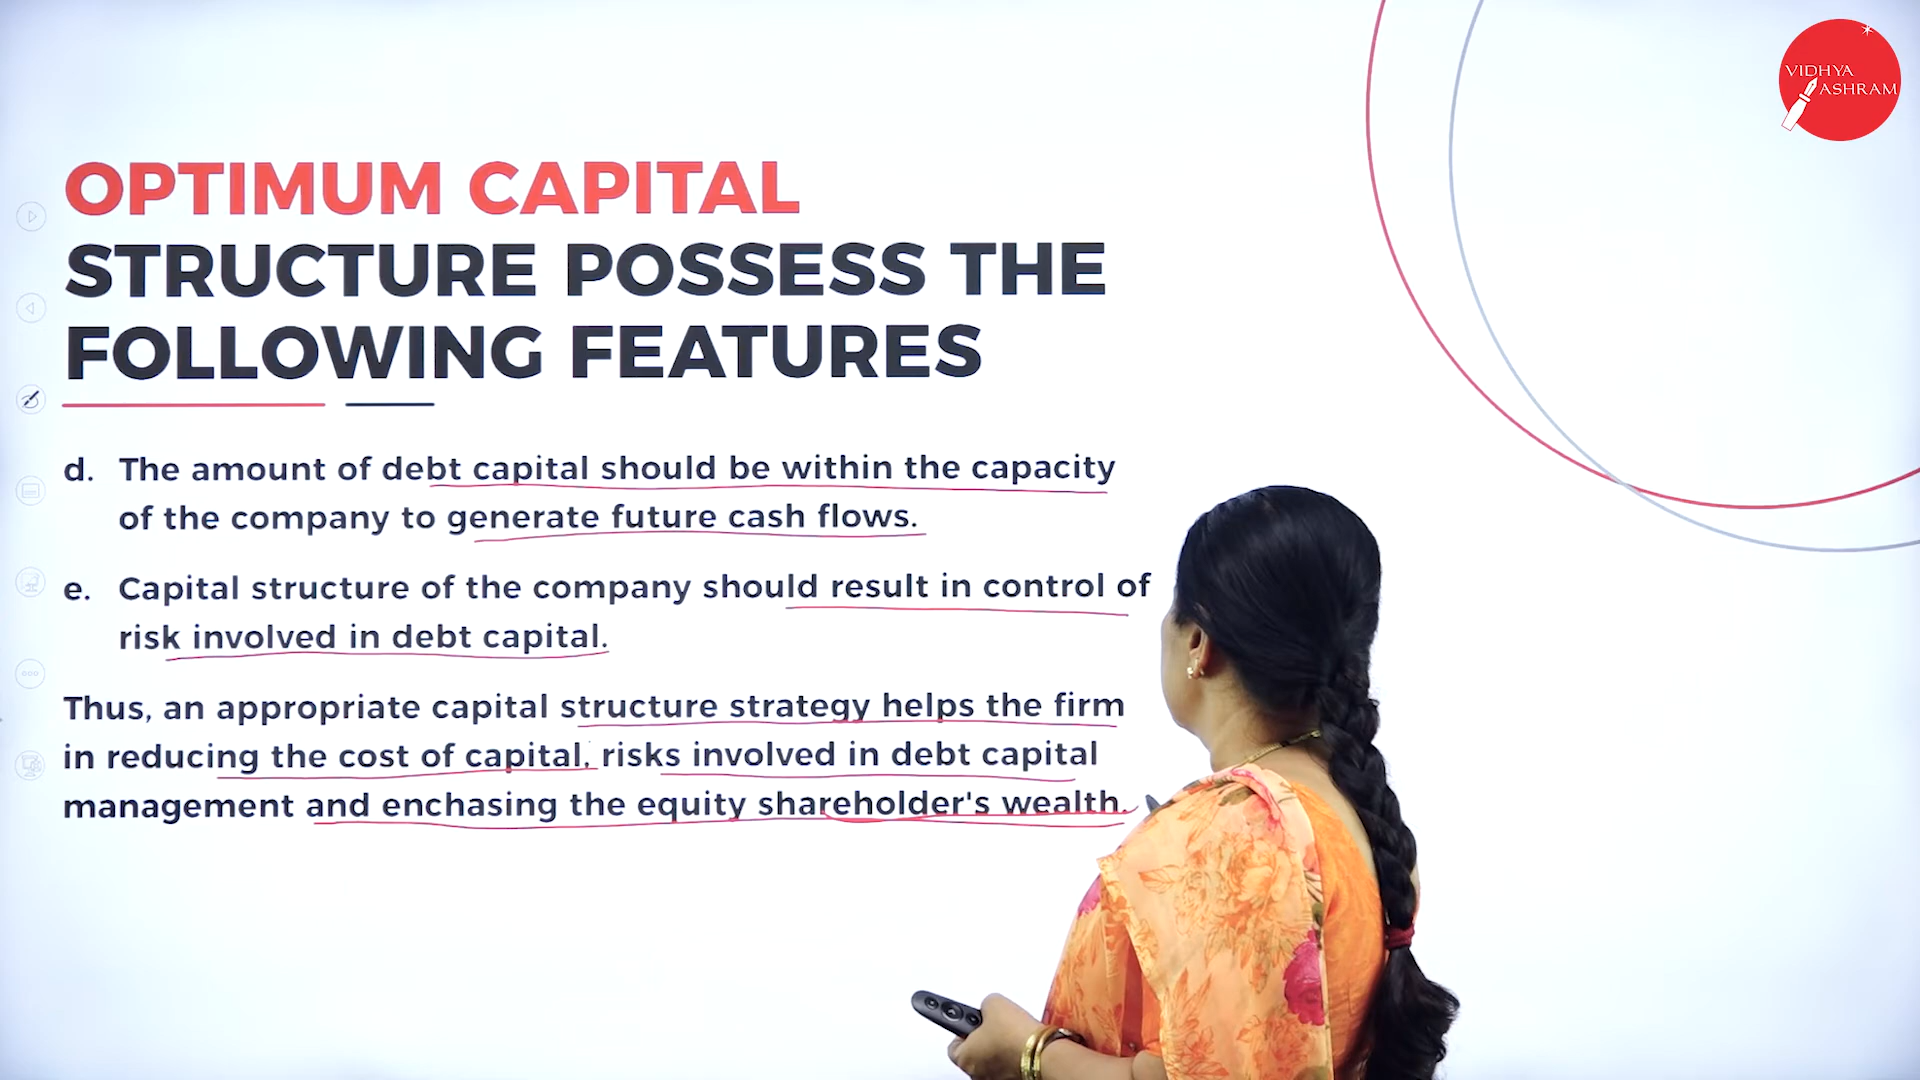 VIDHYA
ASHRAM
OPTIMUM CAPITAL
STRUCTURE POSSESS THE
FOLLOWING FEATURES
d. The amount of debt capital should be within the capacity
of the company to generate future cash flows.
e. Capital structure of the company should result in control of
risk involved in debt capital.
Thus, an appropriate capital structure strategy helps the firm
in reducing the cost of capital, risks involved in debt capital
management and enchasing the equity shareholder's wealth.